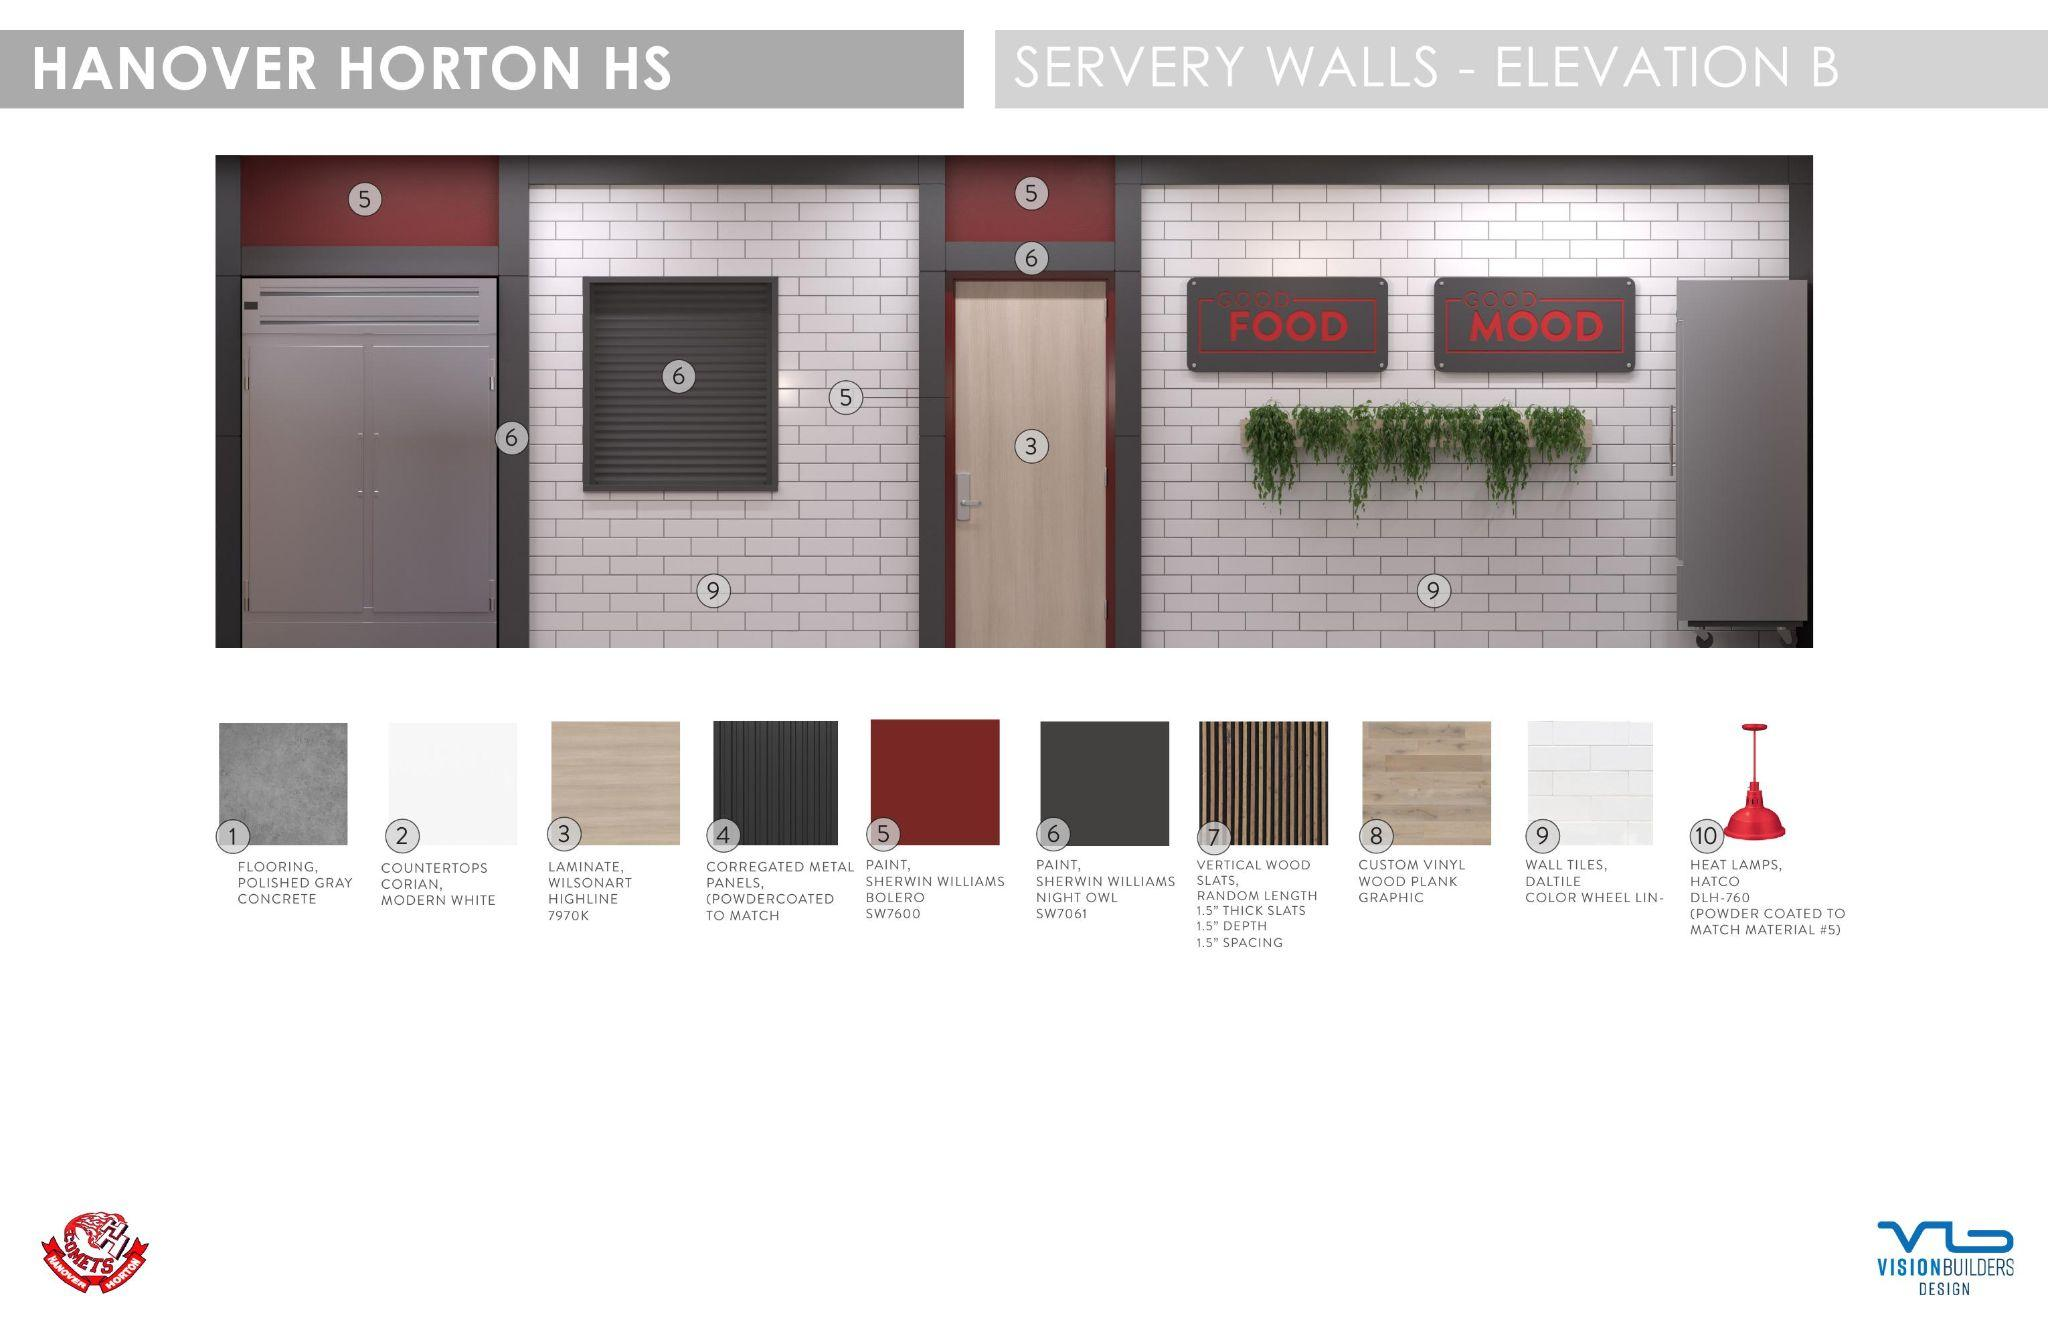 HANOVER HORTON HS
SERVERY WALLS - ELEVATION B
5
5
6
GOOD
FOOD
GOOD
MOOD
6
5
6
3
9
9
1
FLOORING,
POLISHED GRAY
CONCRETE
2
COUNTERTOPS
CORIAN,
MODERN WHITE
3
LAMINATE,
WILSONART
HIGHLINE
7970K
4
CORREGATED METAL
PANELS,
(POWDERCOATED
TO MATCH
5
PAINT,
SHERWIN WILLIAMS
BOLERO
SW7600
6
PAINT,
SHERWIN WILLIAMS
NIGHT OWL
SW7061
7
VERTICAL WOOD
SLATS,
RANDOM LENGTH
1.5" THICK SLATS
1.5" DEPTH
1.5" SPACING
8
CUSTOM VINYL
WOOD PLANK
GRAPHIC
9
WALL TILES,
DALTILE
COLOR WHEEL LIN-
10
HEAT LAMPS,
HATCO
DLH-760
(POWDER COATED TO
MATCH MATERIAL #5)
HH
COMETS
HANOVER HORTON
VISIONBUILDERS
DESIGN